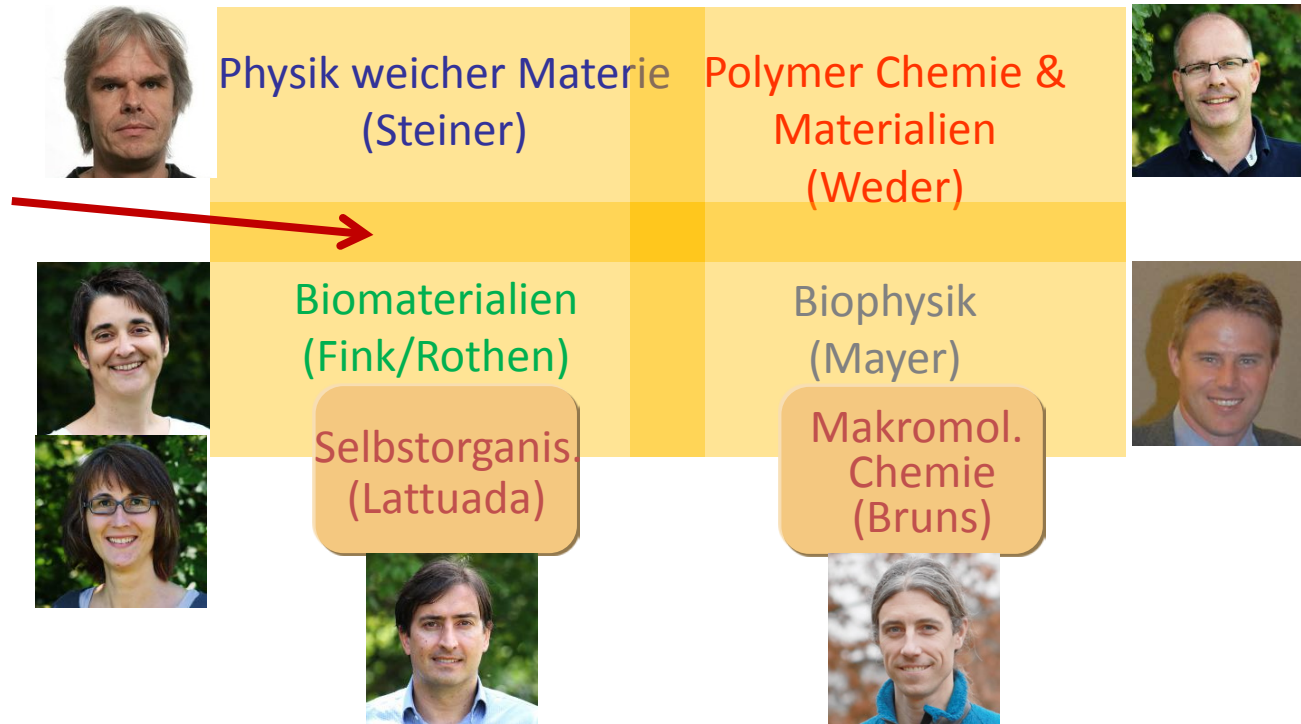 Physik weicher Materie
(Steiner)
Polymer Chemie &
Materialien
(Weder)
Biomaterialien
(Fink/Rothen)
Biophysik
(Mayer)
Selbstorganis.
(Lattuada)
Makromol.
Chemie
(Bruns)